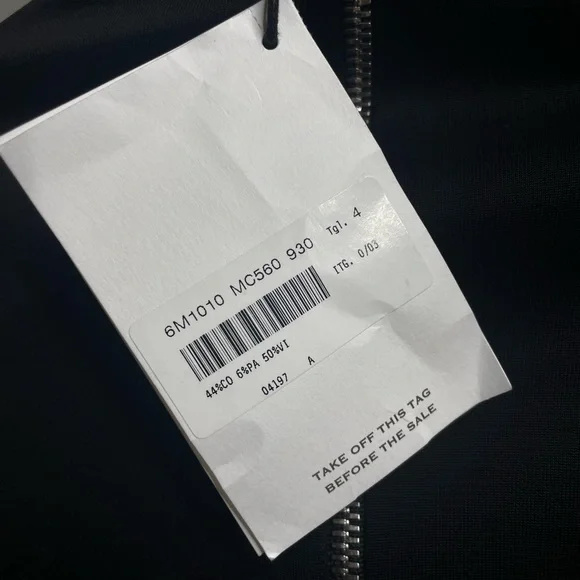 6M1010 MC560 930
Tgl. 4
ITG. 0/03
44%CO 6%PA 50%VI
04197 A
TAKE OFF THIS TAG
BEFORE THE SALE